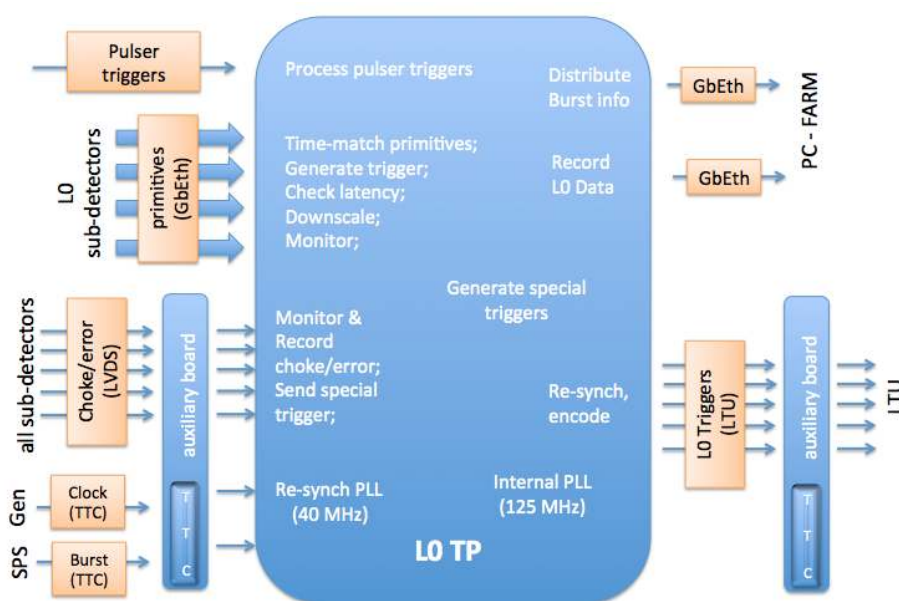 Pulser
triggers
Process pulser triggers
Distribute
Burst info
GbEth
PC - FARM
L0
sub-detectors
primitives
(GbEth)
Time-match primitives;
Generate trigger;
Check latency;
Downscale;
Monitor;
Record
L0 Data
GbEth
Generate special
triggers
all sub-detectors
Choke/error
(LVDS)
auxiliary board
Monitor &
Record
choke/error;
Send special
trigger;
Re-synch,
encode
L0 Triggers
(LTU)
auxiliary board
LTU
Gen
Clock
(TTC)
SPS
Burst
(TTC)
T
T
C
Re-synch PLL
(40 MHz)
Internal PLL
(125 MHz)
L0 TP
T
T
C